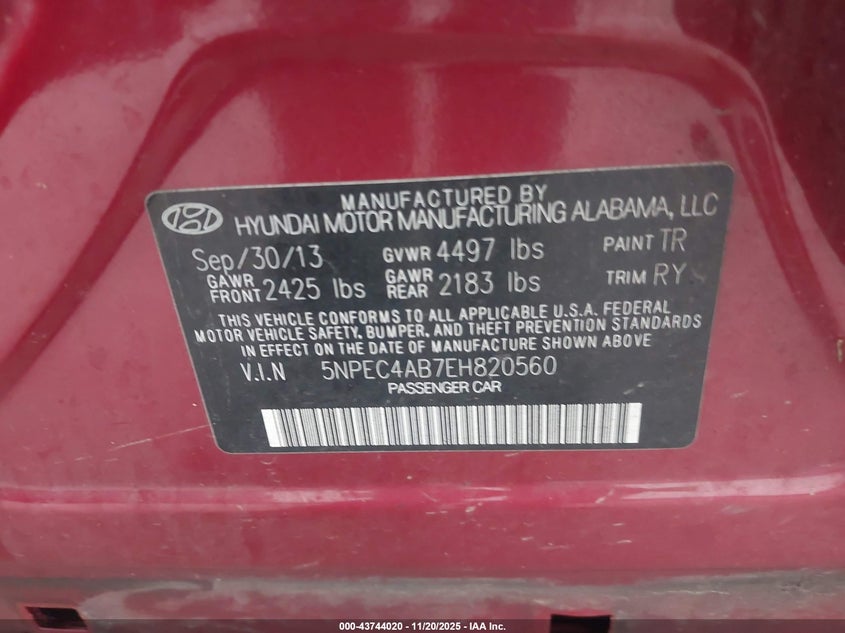 MANUFACTURED BY
HYUNDAI MOTOR MANUFACTURING ALABAMA, LLC
Sep/30/13 GVWR 4497 lbs PAINT TR
GAWR FRONT 2425 lbs GAWR REAR 2183 lbs TRIM RY
THIS VEHICLE CONFORMS TO ALL APPLICABLE U.S.A. FEDERAL
MOTOR VEHICLE SAFETY, BUMPER, AND THEFT PREVENTION STANDARDS
IN EFFECT ON THE DATE OF MANUFACTURE SHOWN ABOVE
V.I.N 5NPEC4AB7EH820560
PASSENGER CAR
000-43744020 - 11/20/2025 - IAA Inc.